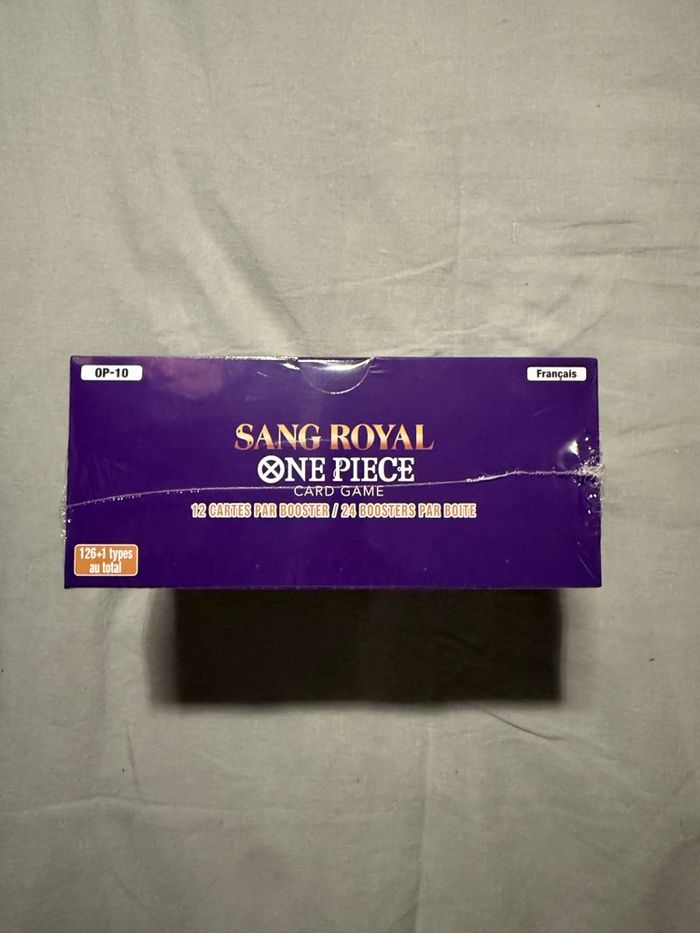 OP-10
Français
SANG ROYAL
ONE PIECE
CARD GAME
12 CARTES PAR BOOSTER / 24 BOOSTERS PAR BOITE
126+1 types
au total